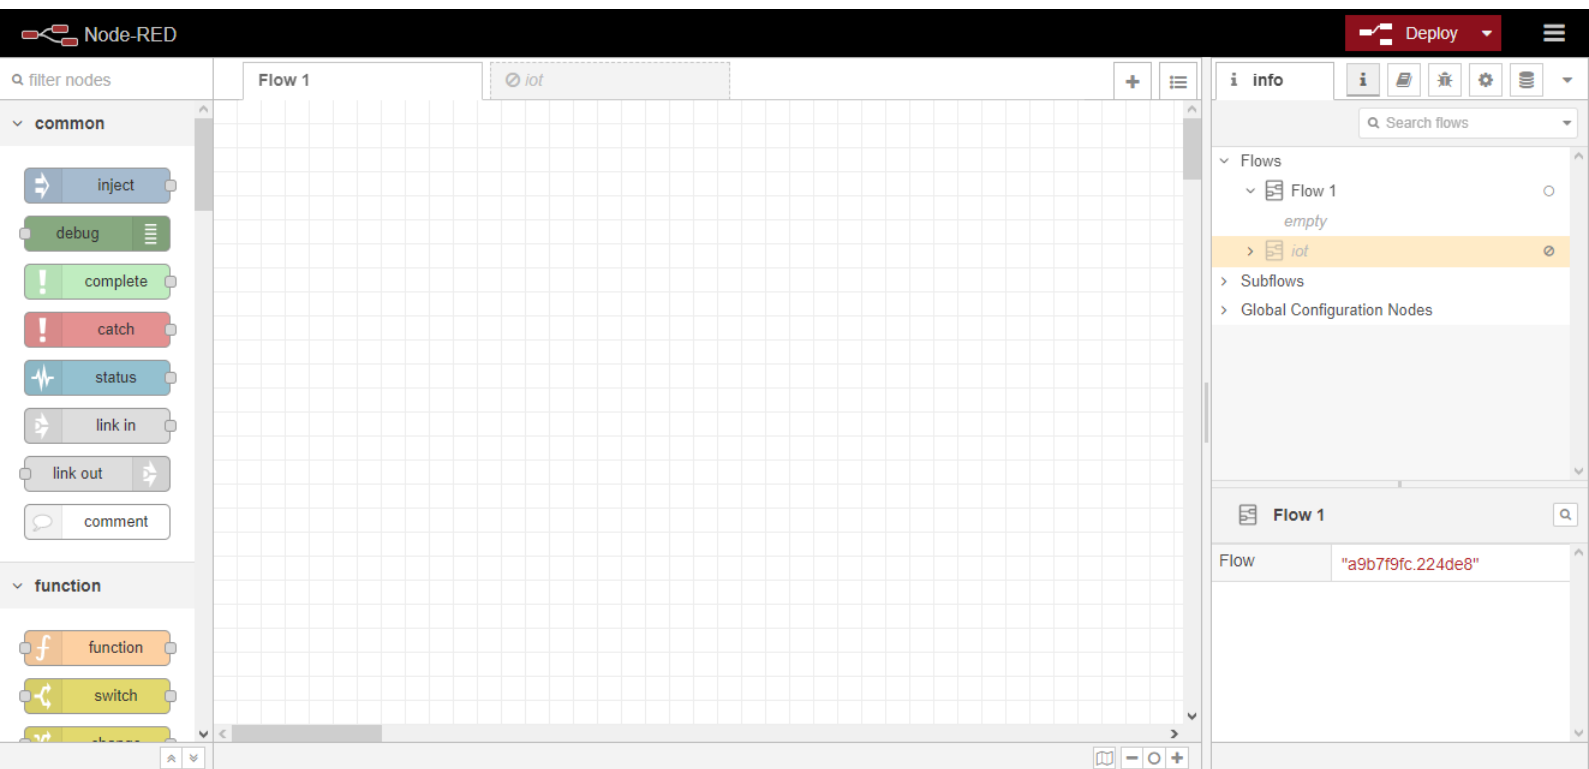 Node-RED
Deploy
filter nodes
Flow 1
iot
i info
i
Search flows
common
inject
debug
complete
catch
status
link in
link out
comment
function
function
switch
change
Flows
Flow 1
empty
iot
Subflows
Global Configuration Nodes
Flow 1
Flow
"a9b7f9fc.224de8"